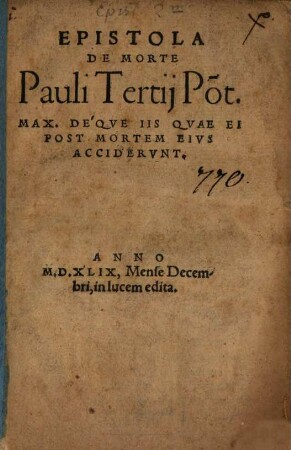 EPISTOLA
DE MORTE
Pauli Tertij Põt.
MAX. DE'QVE IIS QVAE EI
POST MORTEM EIVS
ACCIDERVNT.
770.
ANNO
M.D.XLIX, Mense Decem-
bri, in lucem edita.